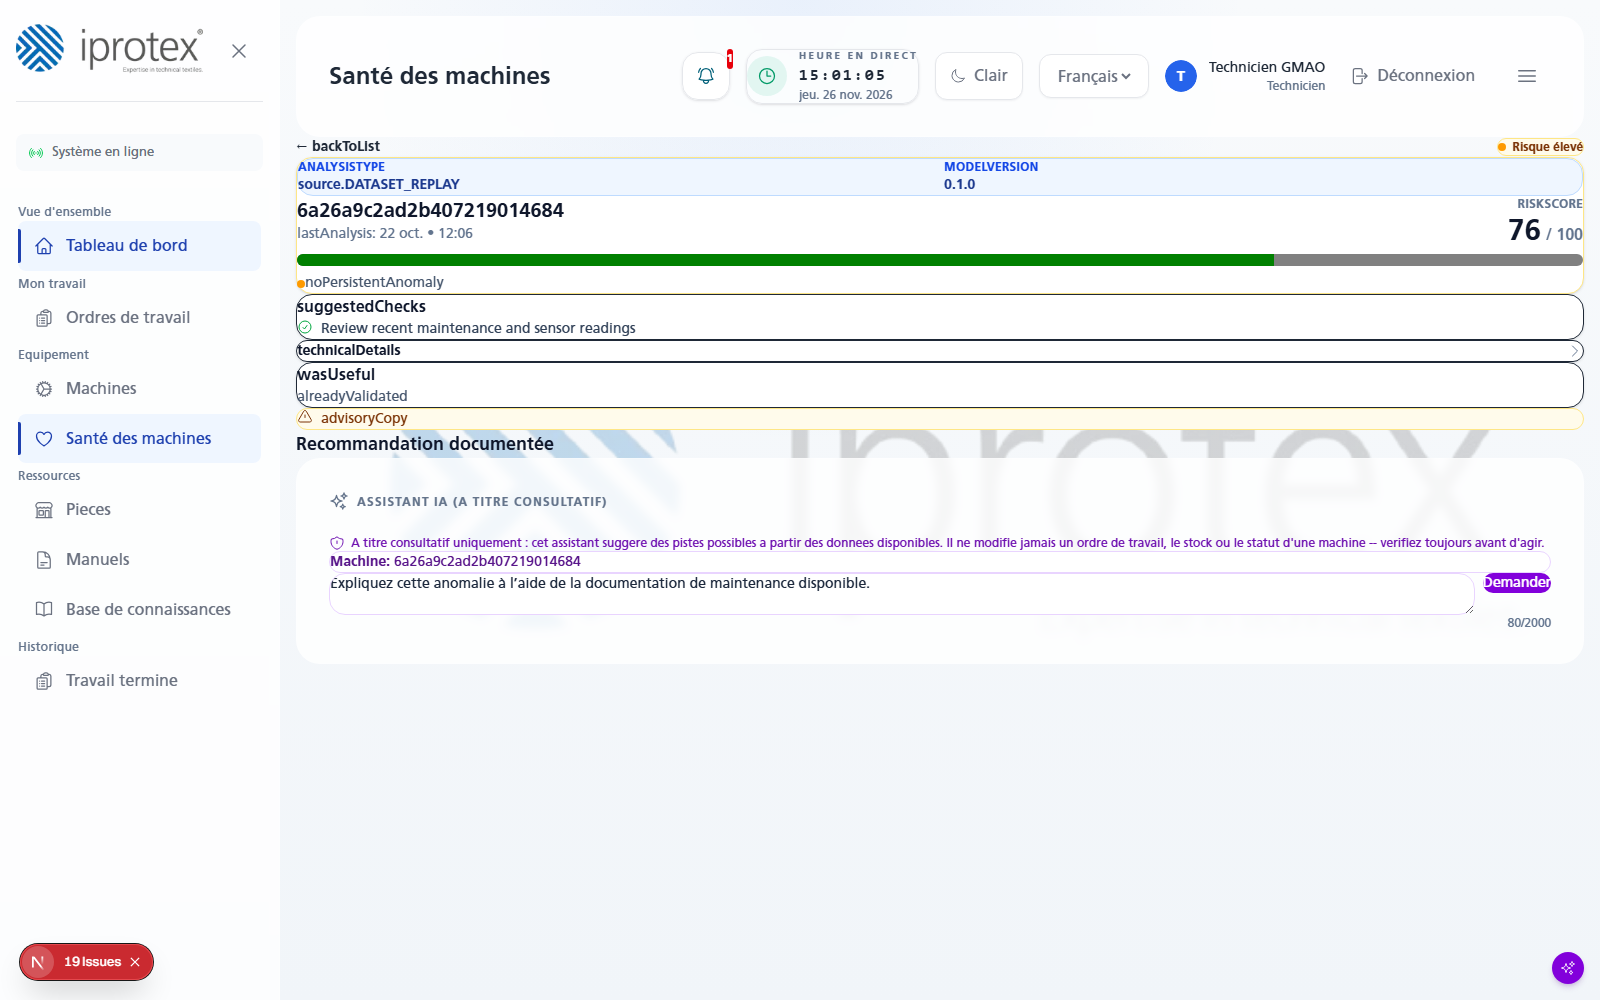 iprotex®
Expertise in technical textiles.
Système en ligne
Vue d'ensemble
Tableau de bord
Mon travail
Ordres de travail
Equipement
Machines
Santé des machines
Ressources
Pieces
Manuels
Base de connaissances
Historique
Travail termine
19 Issues
Santé des machines
1
HEURE EN DIRECT
15:01:05
jeu. 26 nov. 2026
Clair
Français
T
Technicien GMAO
Technicien
Déconnexion
← backToList
Risque élevé
ANALYSISTYPE
source.DATASET_REPLAY
MODELVERSION
0.1.0
6a26a9c2ad2b407219014684
lastAnalysis: 22 oct. • 12:06
RISKSCORE
76 / 100
noPersistentAnomaly
suggestedChecks
Review recent maintenance and sensor readings
technicalDetails
wasUseful
alreadyValidated
advisoryCopy
Recommandation documentée
iprotex
ASSISTANT IA (A TITRE CONSULTATIF)
A titre consultatif uniquement : cet assistant suggere des pistes possibles a partir des donnees disponibles. Il ne modifie jamais un ordre de travail, le stock ou le statut d'une machine -- verifiez toujours avant d'agir.
Machine: 6a26a9c2ad2b407219014684
Expliquez cette anomalie à l’aide de la documentation de maintenance disponible.
Demander
80/2000